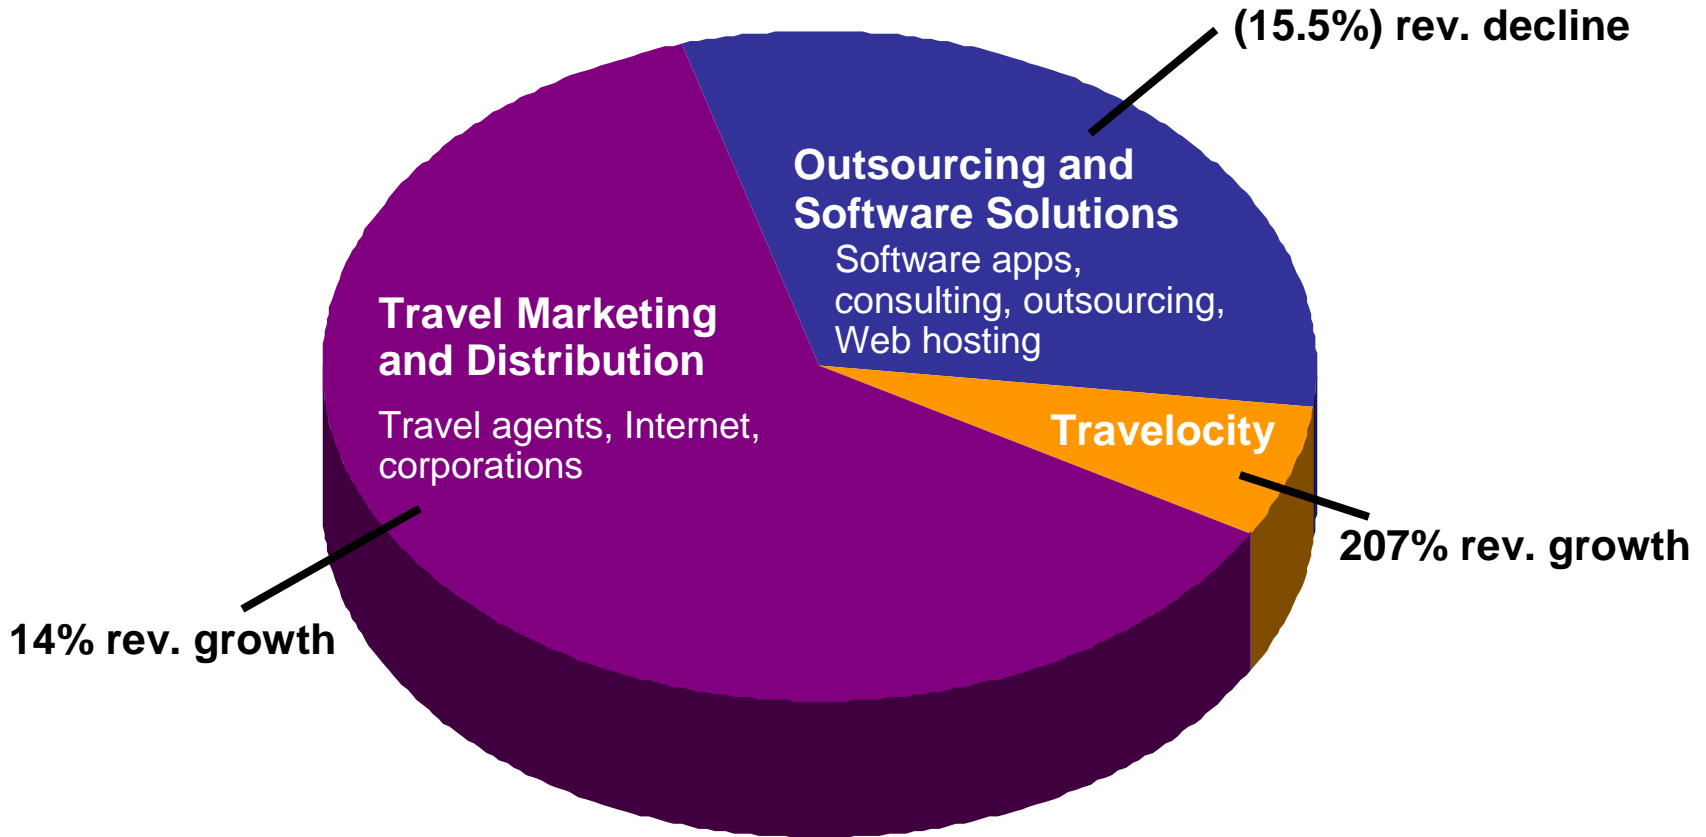 (15.5%) rev. decline
Outsourcing and
Software Solutions
Software apps,
consulting, outsourcing,
Web hosting
Travel Marketing
and Distribution
Travel agents, Internet,
corporations
Travelocity
207% rev. growth
14% rev. growth